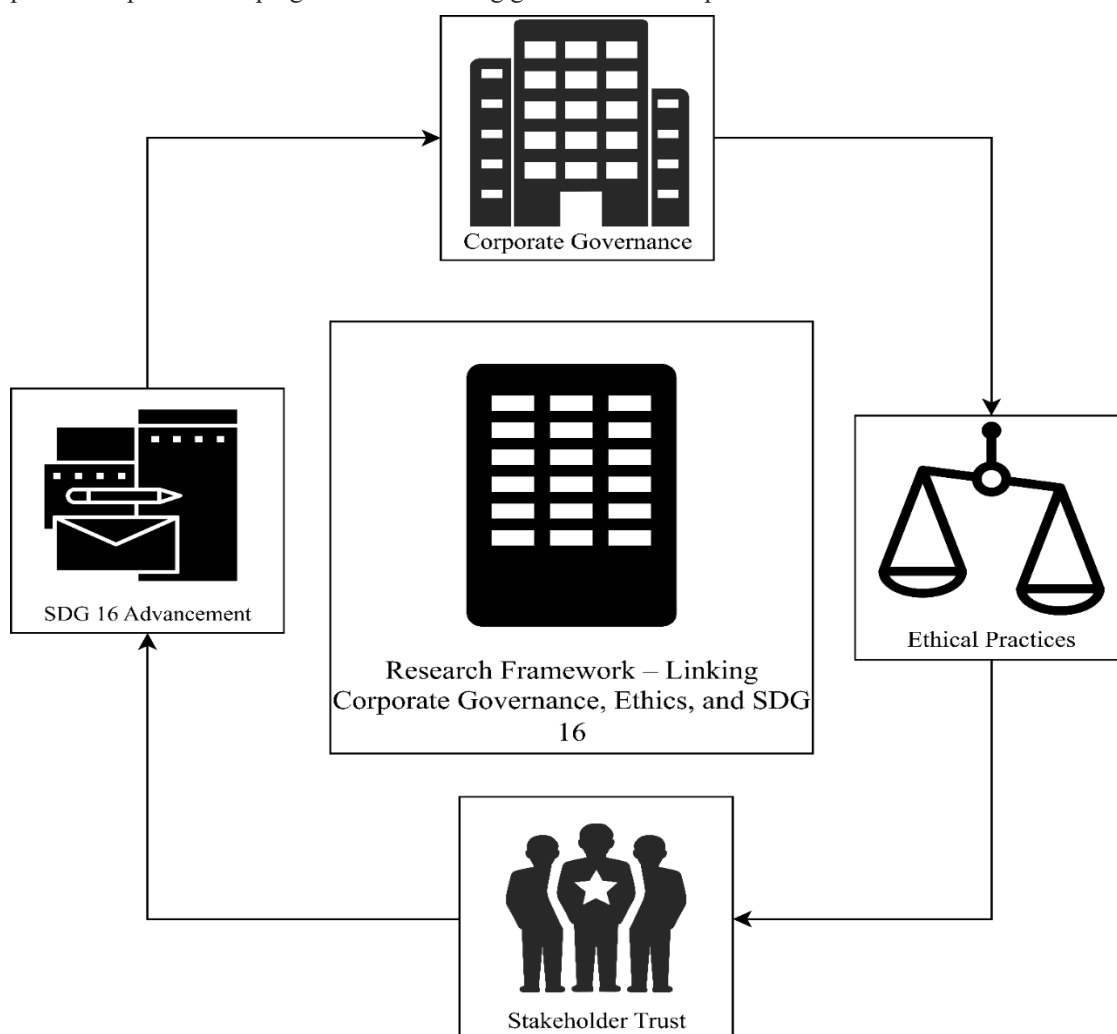 Corporate Governance
SDG 16 Advancement
Ethical Practices
Research Framework – Linking
Corporate Governance, Ethics, and SDG
16
Stakeholder Trust